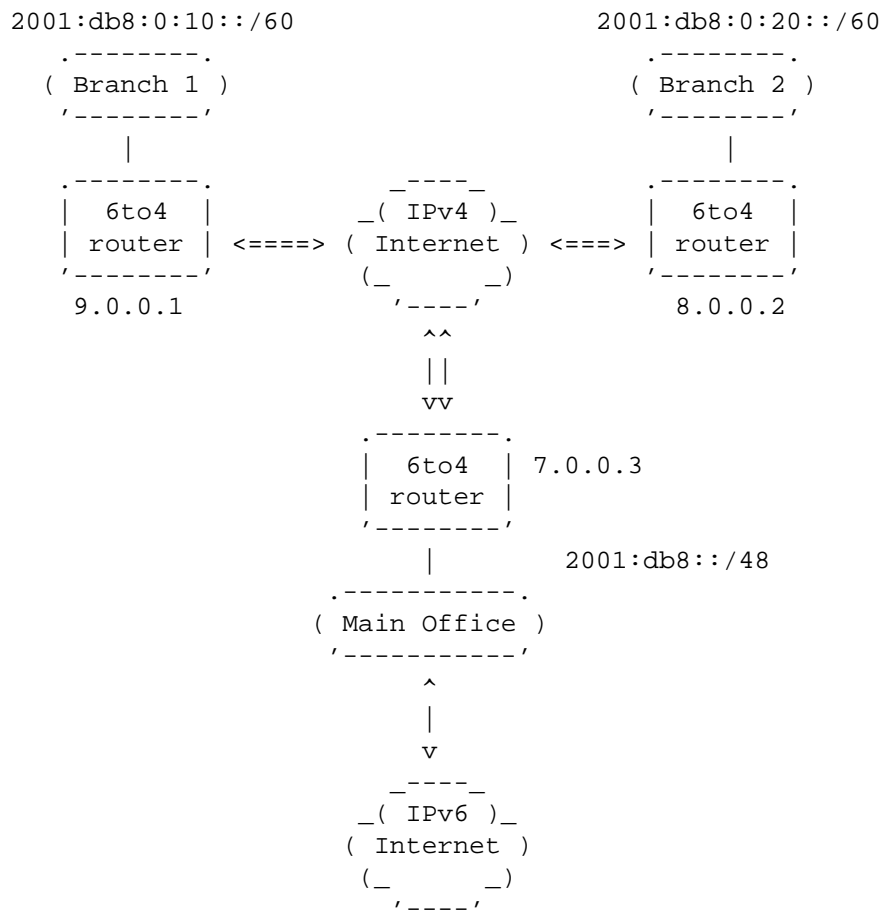 2001:db8:0:10::/60 2001:db8:0:20::/60
( Branch 1 ) ( Branch 2 )
6to4 _( IPv4 )_ 6to4
router <====> ( Internet ) <===> router
(_ _)
9.0.0.1 '----' 8.0.0.2
^^
||
vv
6to4 7.0.0.3
router
2001:db8::/48
( Main Office )
^
|
v
_( IPv6 )_
( Internet )
(_ _)
'----'